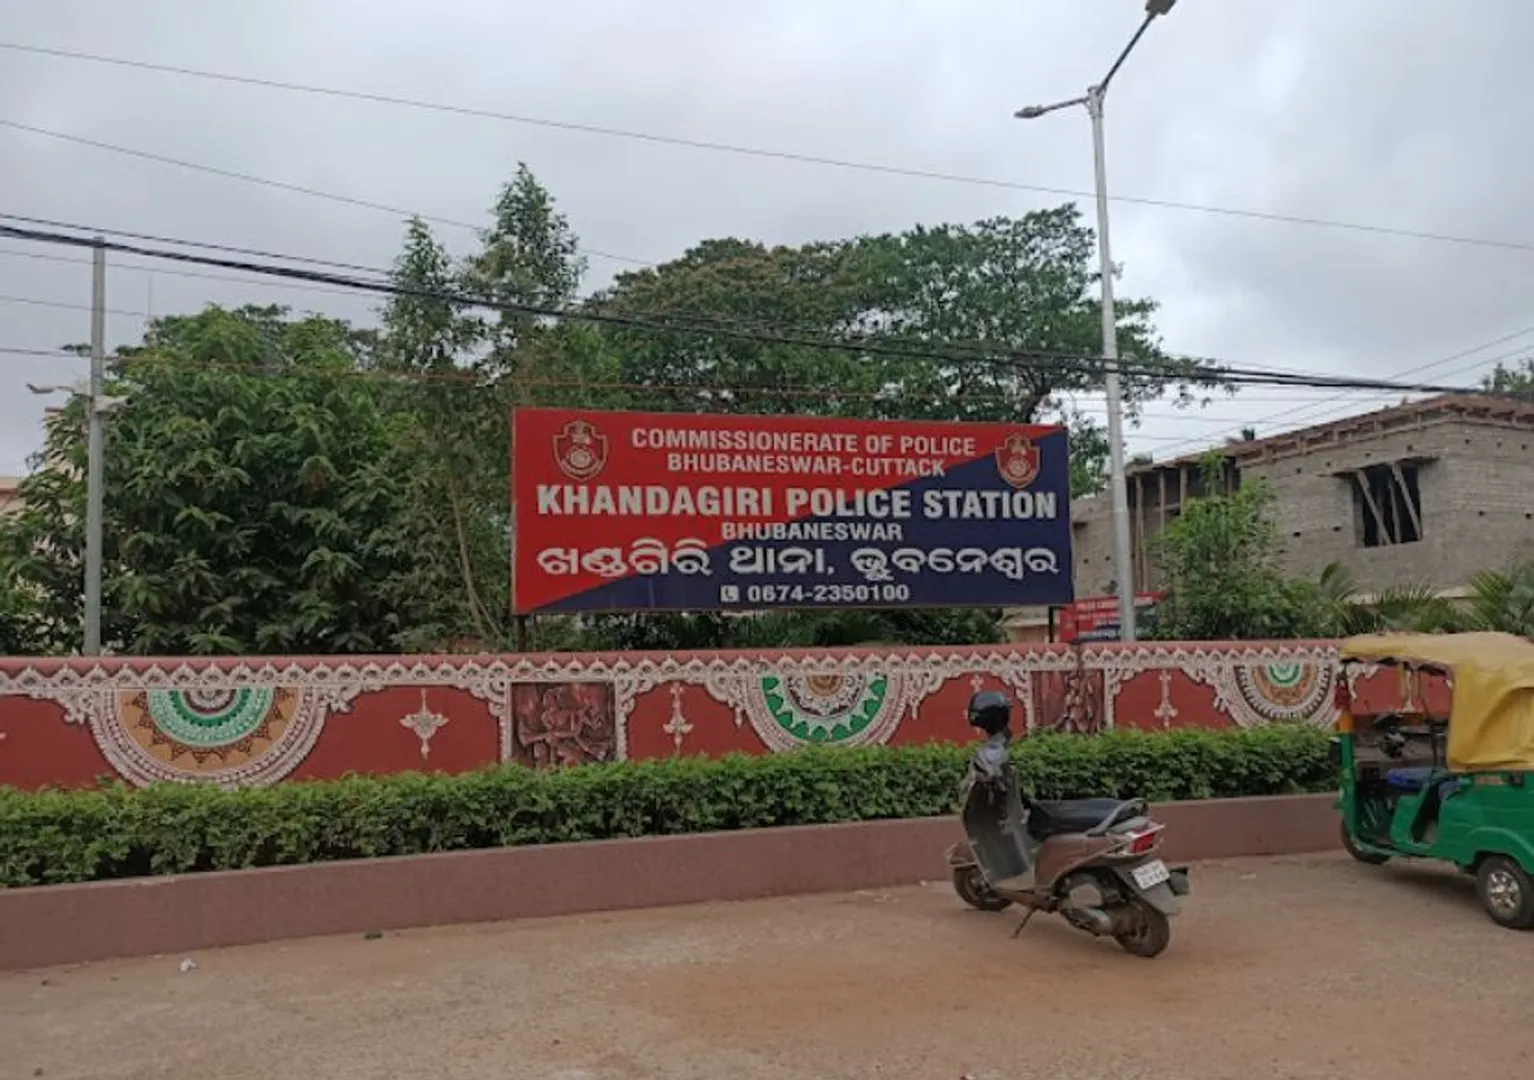 COMMISSIONERATE OF POLICE
BHUBANESWAR-CUTTACK
KHANDAGIRI POLICE STATION
BHUBANESWAR
ଖଣ୍ଡଗିରି ଥାନା, ଭୁବନେଶ୍ୱର
0674-2350100